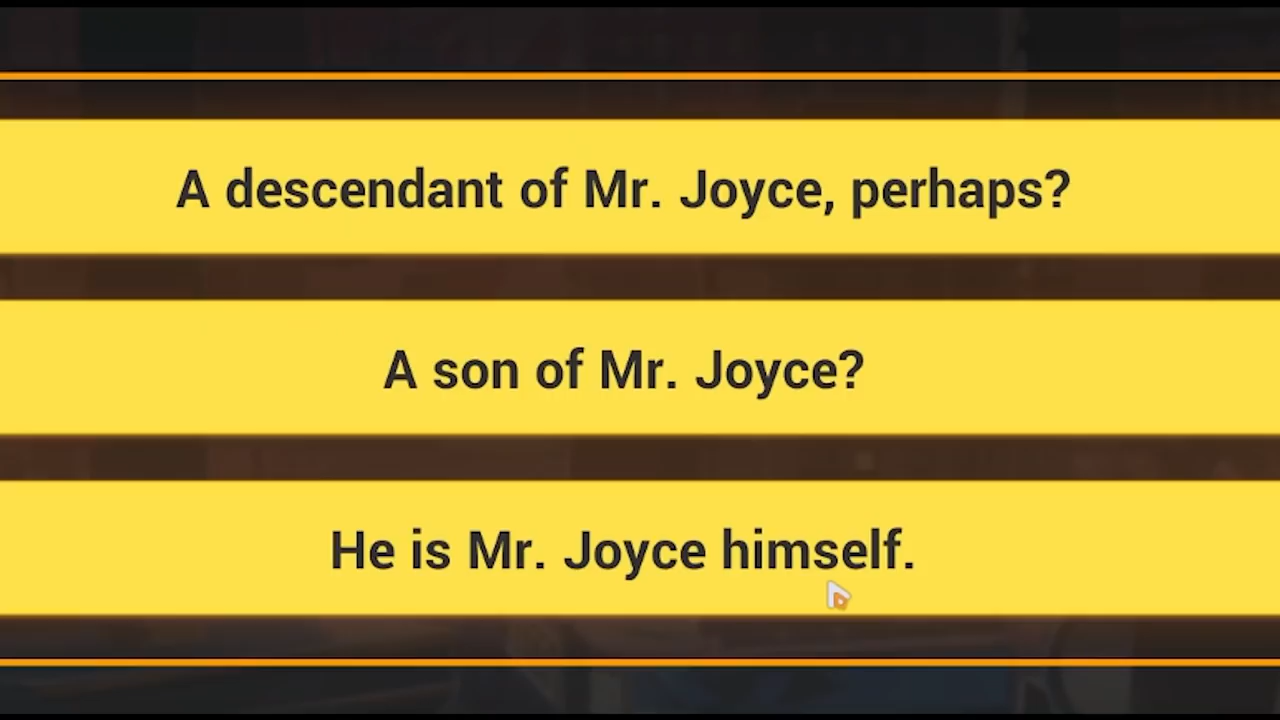 A descendant of Mr. Joyce, perhaps?
A son of Mr. Joyce?
He is Mr. Joyce himself.